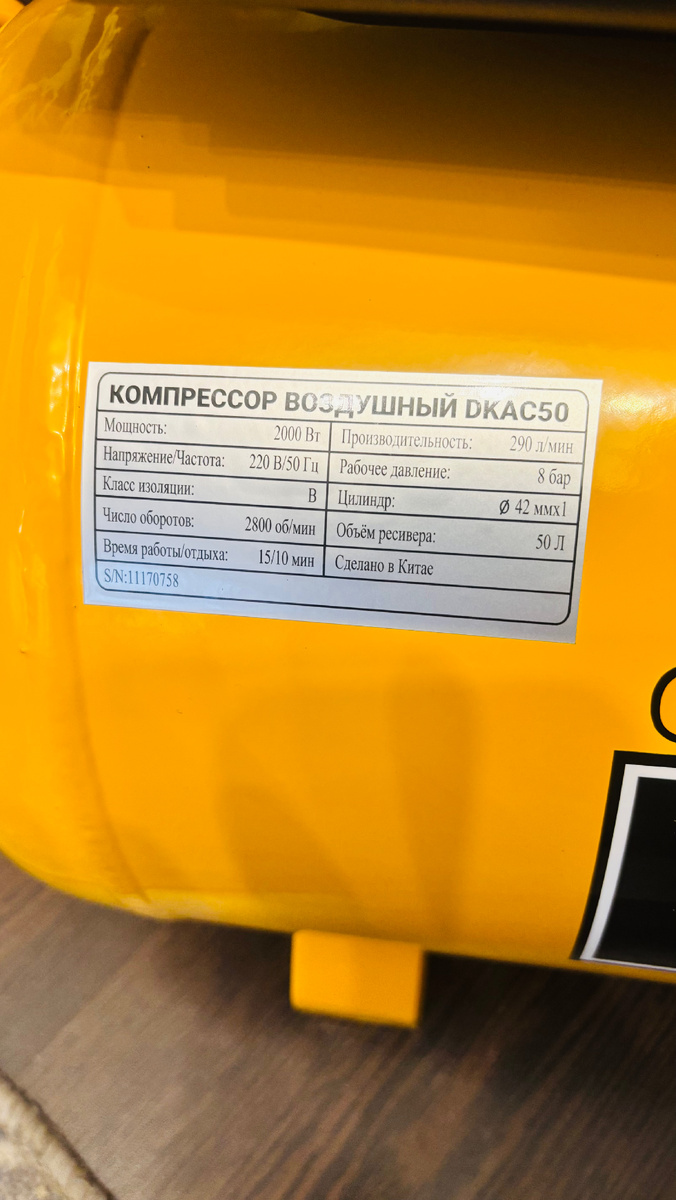 КОМПРЕССОР ВОЗДУШНЫЙ DKAC50
Мощность: 2000 Вт
Производительность: 290 л/мин
Напряжение/Частота: 220 В/50 Гц
Рабочее давление: 8 бар
Класс изоляции: B
Цилиндр: Ø 42 ммx1
Число оборотов: 2800 об/мин
Объём ресивера: 50 Л
Время работы/отдыха: 15/10 мин
Сделано в Китае
S/N:11170758